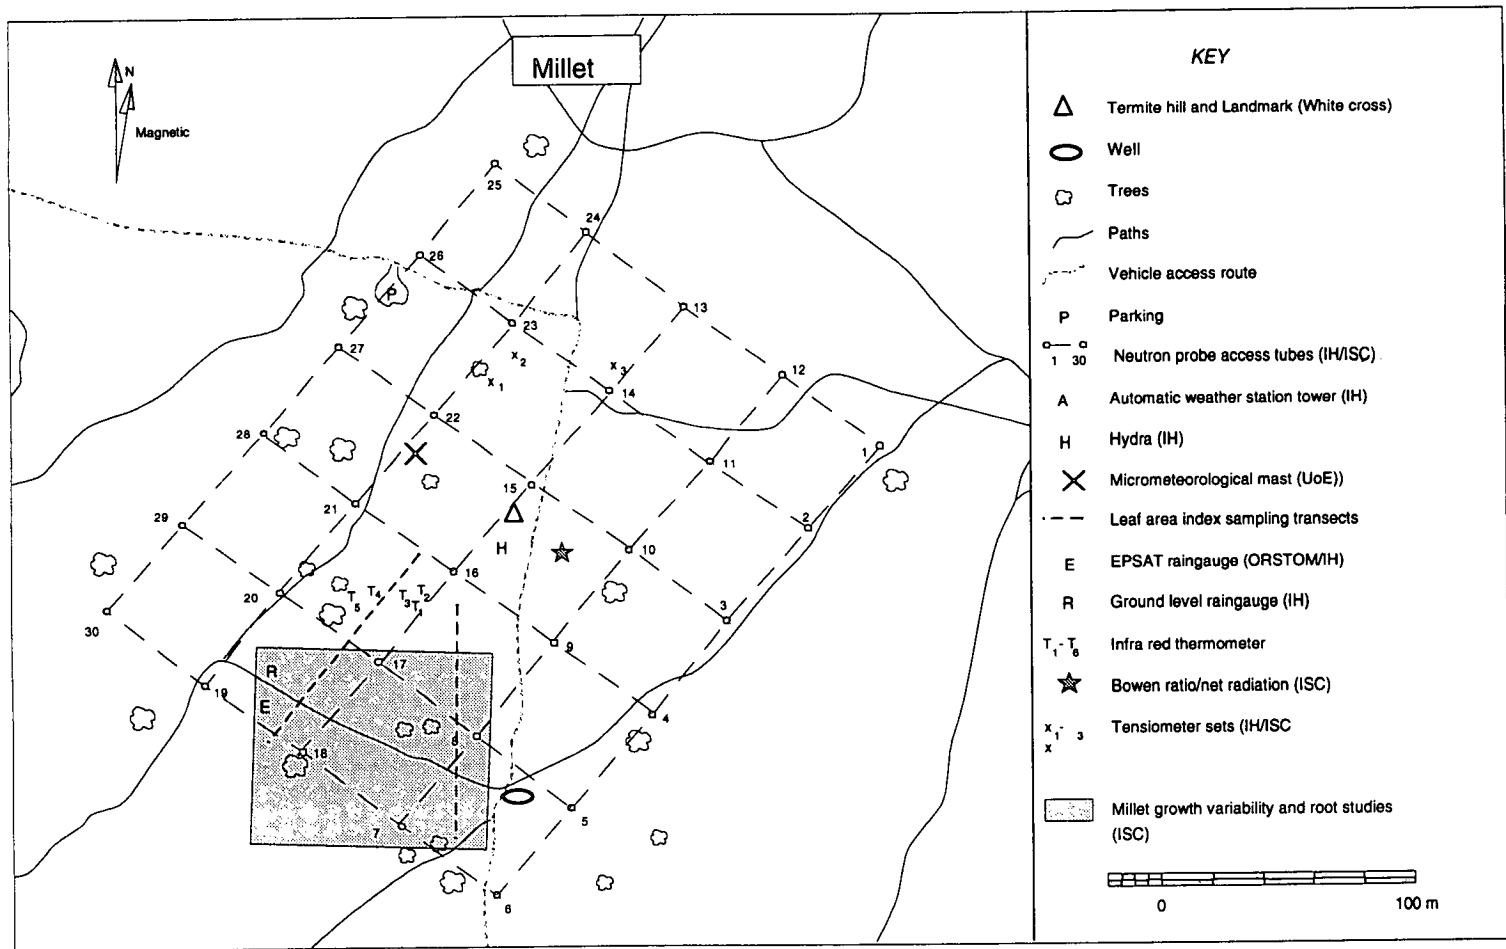 Millet
N
Magnetic
25
24
26
P
13
23
x 2
x 3
x 1
27
14
12
22
28
11
1
15
21
29
2
H
10
16
20
T5
T4
T3
T2
T1
3
30
9
17
R
19
E
4
8
18
5
7
6
KEY
Termite hill and Landmark (White cross)
Well
Trees
Paths
Vehicle access route
P Parking
1 30 Neutron probe access tubes (IH/ISC)
A Automatic weather station tower (IH)
H Hydra (IH)
Micrometeorological mast (UoE))
Leaf area index sampling transects
E EPSAT raingauge (ORSTOM/IH)
R Ground level raingauge (IH)
T1 - T6 Infra red thermometer
Bowen ratio/net radiation (ISC)
x1- 3 Tensiometer sets (IH/ISC
x
Millet growth variability and root studies
(ISC)
0 100 m